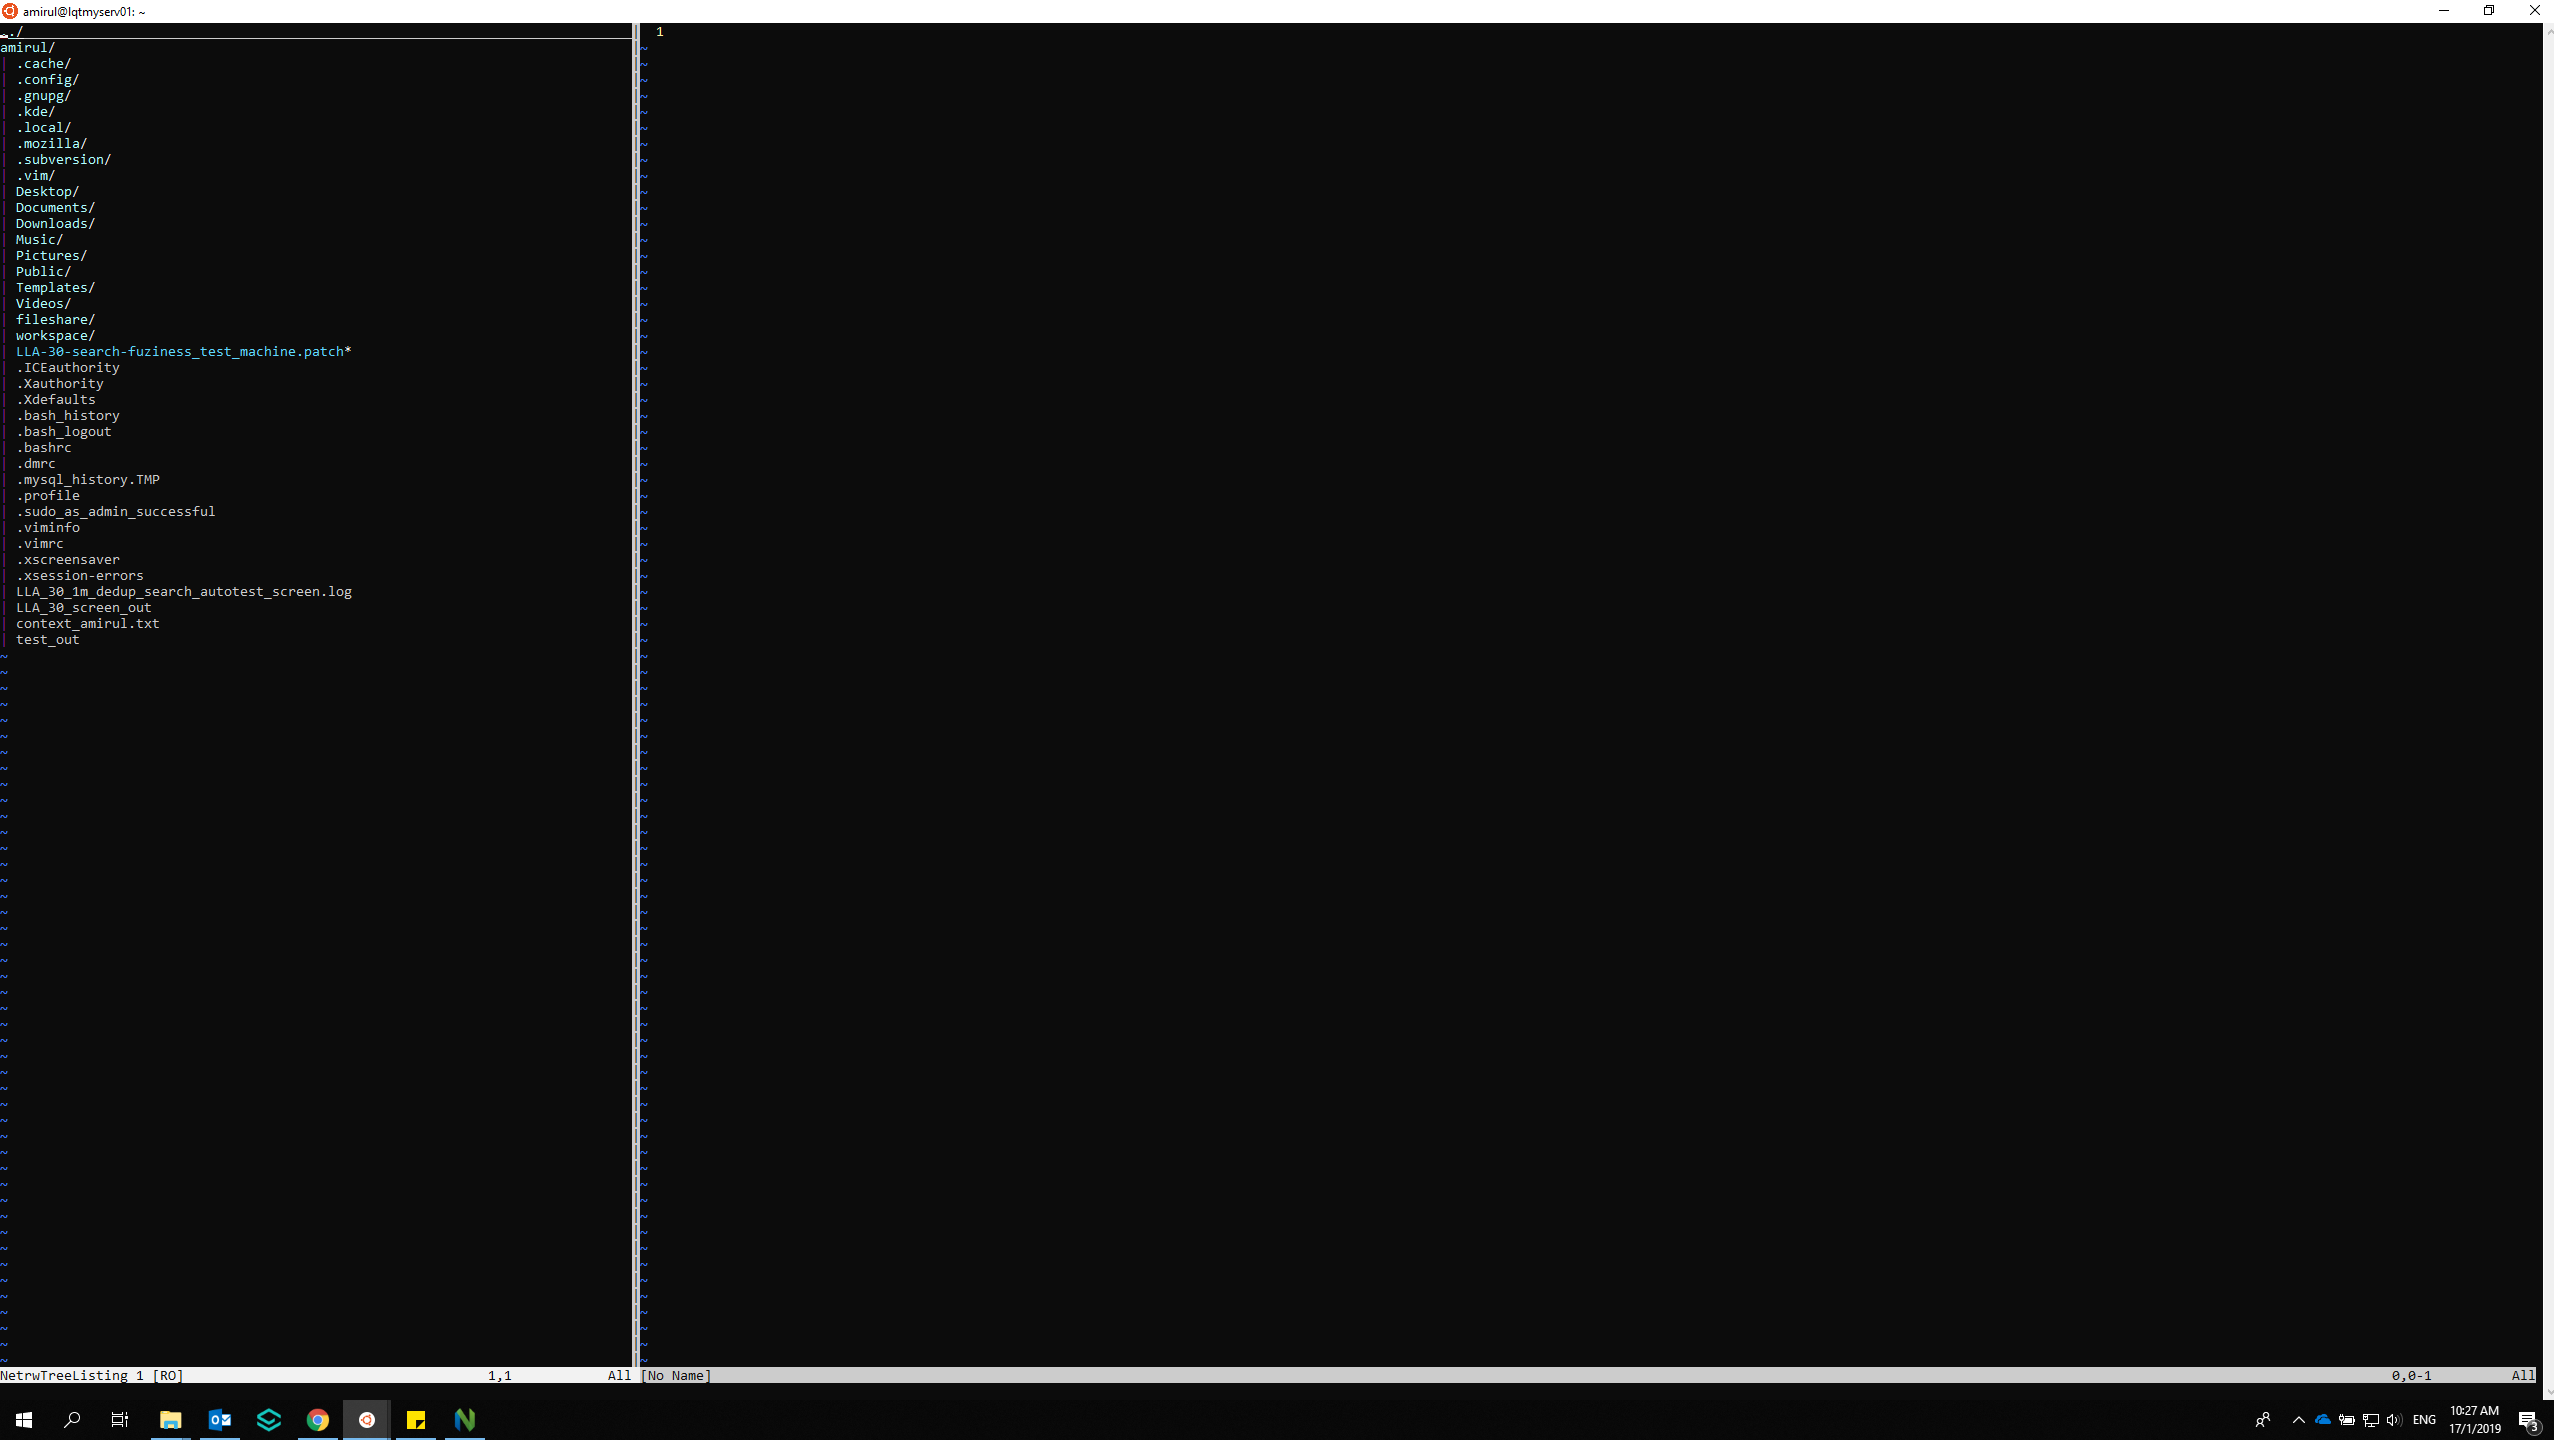 amirul@lqtmyserv01: ~
../
amirul/
| .cache/
| .config/
| .gnupg/
| .kde/
| .local/
| .mozilla/
| .subversion/
| .vim/
| Desktop/
| Documents/
| Downloads/
| Music/
| Pictures/
| Public/
| Templates/
| Videos/
| fileshare/
| workspace/
| LLA-30-search-fuziness_test_machine.patch*
| .ICEauthority
| .Xauthority
| .Xdefaults
| .bash_history
| .bash_logout
| .bashrc
| .dmrc
| .mysql_history.TMP
| .profile
| .sudo_as_admin_successful
| .viminfo
| .vimrc
| .xscreensaver
| .xsession-errors
| LLA_30_1m_dedup_search_autotest_screen.log
| LLA_30_screen_out
| context_amirul.txt
| test_out
NetrwTreeListing 1 [RO] 1,1 All
1
[No Name] 0,0-1 All
ENG
10:27 AM
17/1/2019
3